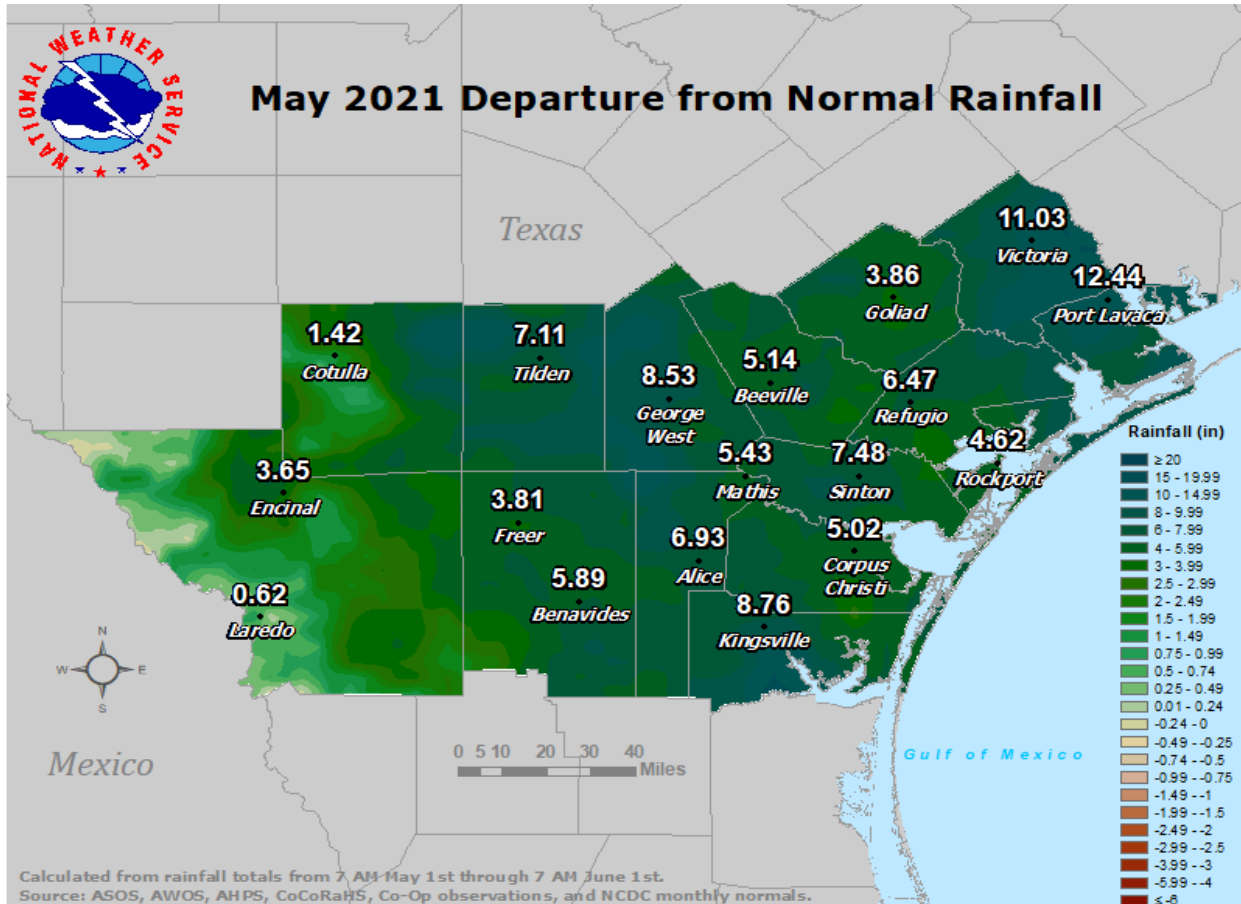 NATIONAL WEATHER SERVICE
May 2021 Departure from Normal Rainfall
Texas
11.03
Victoria
12.44
Port Lavaca
3.86
Goliad
1.42
Cotulla
7.11
Tilden
8.53
George
West
5.14
Beeville
6.47
Refugio
4.62
Rockport
3.65
Encinal
5.43
Mathis
7.48
Sinton
3.81
Freer
6.93
Alice
5.02
Corpus
Christi
5.89
Benavides
8.76
Kingsville
0.62
Laredo
N
W E
S
Mexico
0 5 10 20 30 40
Miles
Gulf of Mexico
Rainfall (in)
≥ 20
15 - 19.99
10 - 14.99
8 - 9.99
6 - 7.99
4 - 5.99
3 - 3.99
2.5 - 2.99
2 - 2.49
1.5 - 1.99
1 - 1.49
0.75 - 0.99
0.5 - 0.74
0.25 - 0.49
0.01 - 0.24
-0.24 - 0
-0.49 - -0.25
-0.74 - -0.5
-0.99 - -0.75
-1.49 - -1
-1.99 - -1.5
-2.49 - -2
-2.99 - -2.5
-3.99 - -3
-5.99 - -4
≤ -6
Calculated from rainfall totals from 7 AM May 1st through 7 AM June 1st.
Source: ASOS, AWOS, AHPS, CoCoRaHS, Co-Op observations, and NCDC monthly normals.